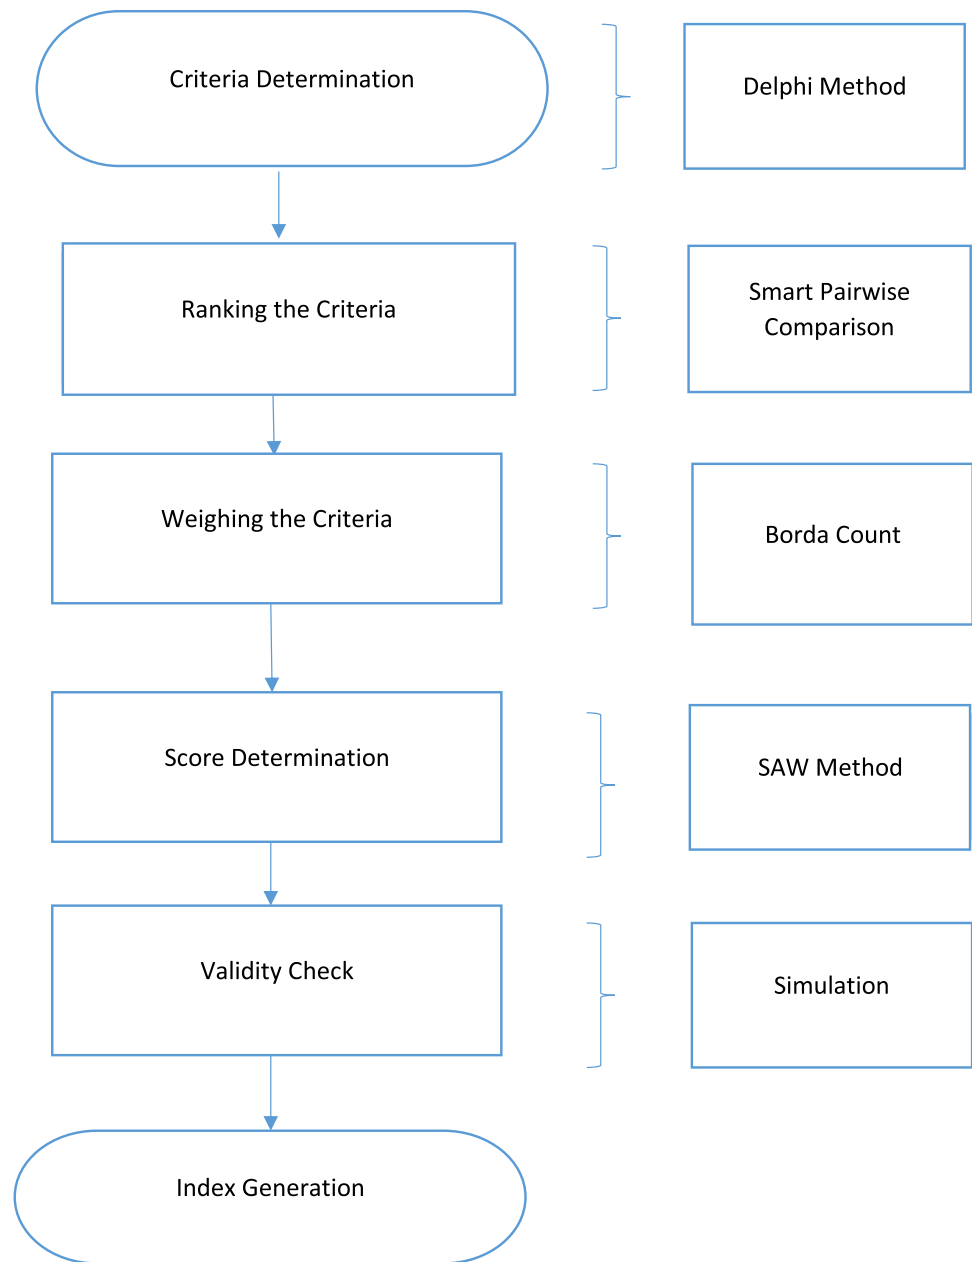 Criteria Determination
Delphi Method
Ranking the Criteria
Smart Pairwise
Comparison
Weighing the Criteria
Borda Count
Score Determination
SAW Method
Validity Check
Simulation
Index Generation